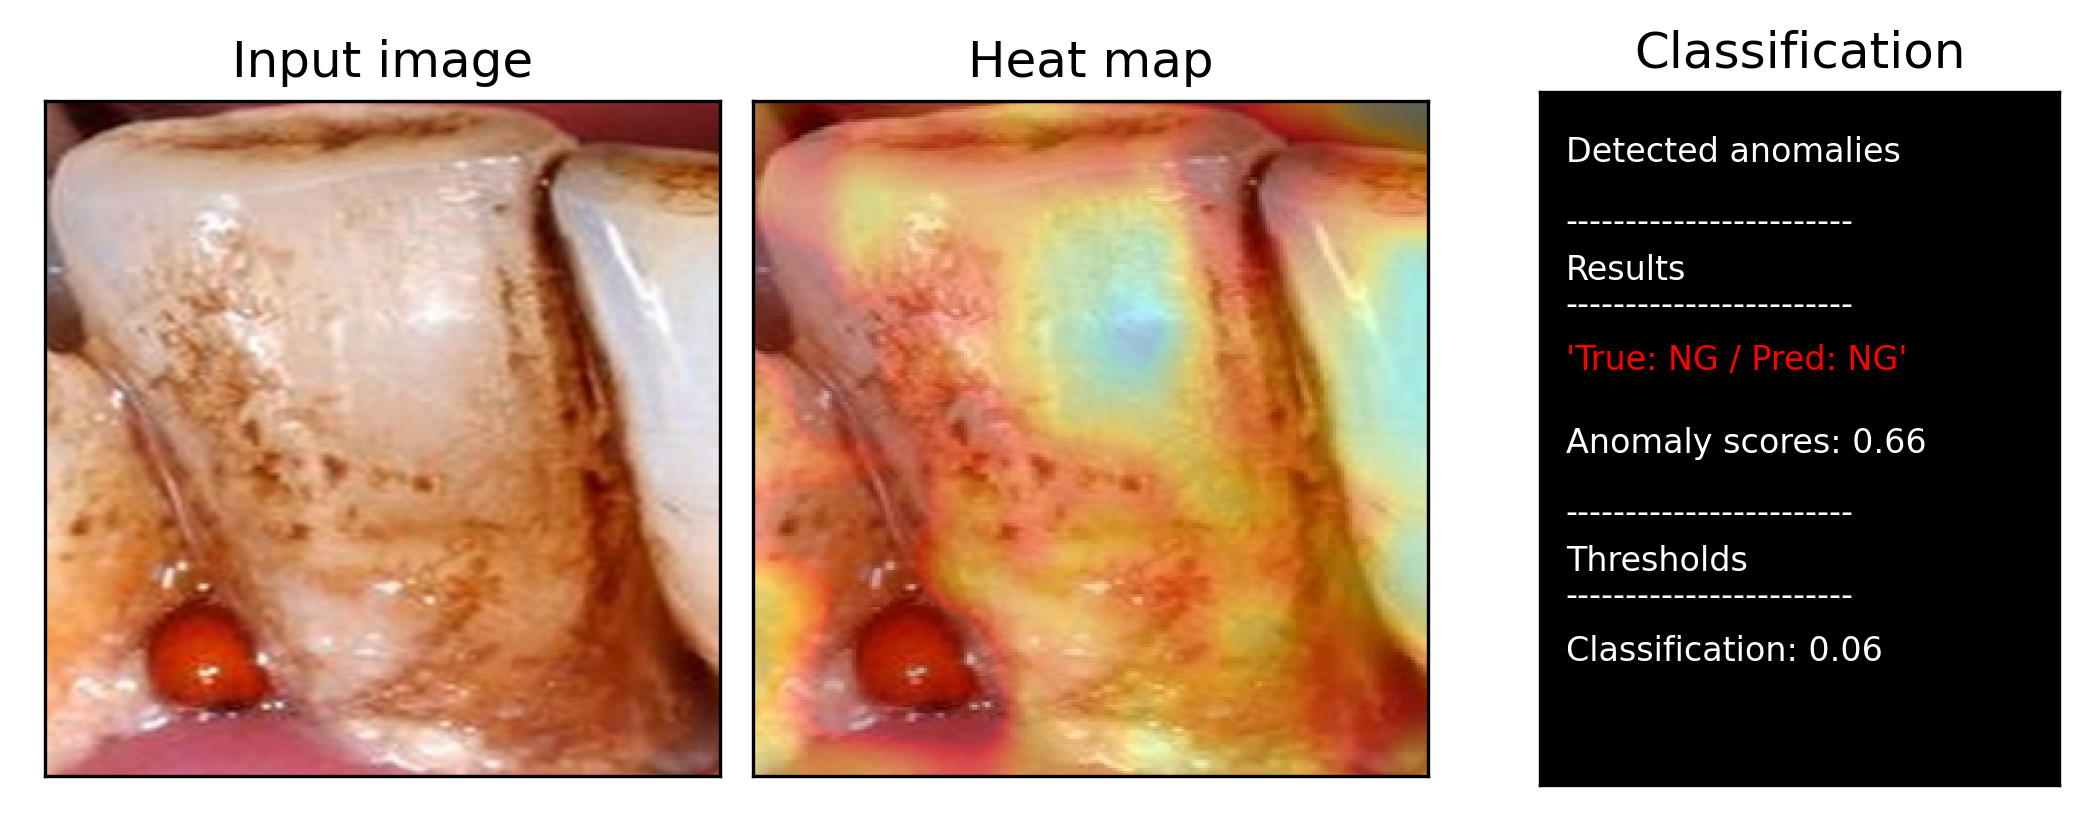 Input image
Heat map
Classification
Detected anomalies
------------------------
Results
------------------------
'True: NG / Pred: NG'
Anomaly scores: 0.66
------------------------
Thresholds
------------------------
Classification: 0.06